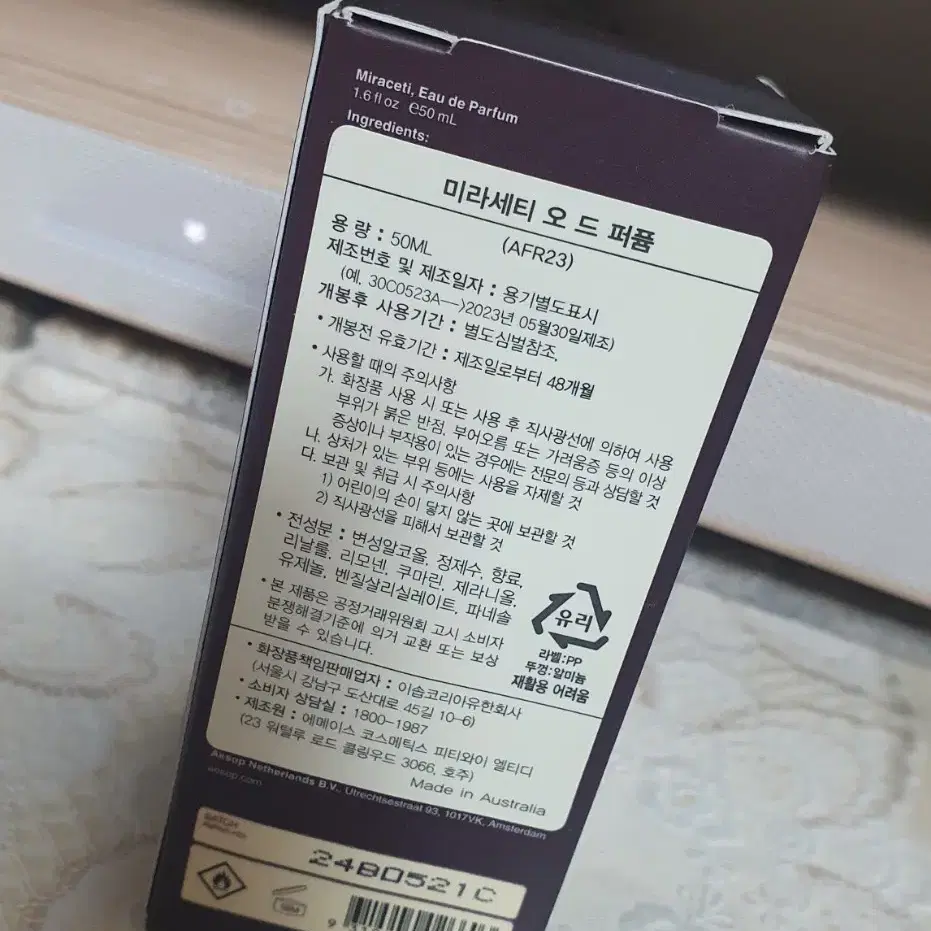 Miraceti, Eau de Parfum
1.6 fl oz ℮50 mL
Ingredients:
미라세티 오 드 퍼퓸
(AFR23)
용 량 : 50ML
제조번호 및 제조일자 : 용기별도표시
(예, 30C0523A—>2023년 05월30일제조)
개봉후 사용기간 : 별도심벌참조,
• 개봉전 유효기간 : 제조일로부터 48개월
• 사용할 때의 주의사항
가. 화장품 사용 시 또는 사용 후 직사광선에 의하여 사용
부위가 붉은 반점, 부어오름 또는 가려움증 등의 이상
증상이나 부작용이 있는 경우에는 전문의 등과 상담할 것
나. 상처가 있는 부위 등에는 사용을 자제할 것
다. 보관 및 취급 시 주의사항
1) 어린이의 손이 닿지 않는 곳에 보관할 것
2) 직사광선을 피해서 보관할 것
• 전성분 : 변성알코올, 정제수, 향료,
리날룰, 리모넨, 쿠마린, 제라니올,
유제놀, 벤질살리실레이트, 파네솔
• 본 제품은 공정거래위원회 고시 소비자
분쟁해결기준에 의거 교환 또는 보상
받을 수 있습니다.
유리
라벨:PP
뚜껑:알미늄
재활용 어려움
• 화장품책임판매업자 : 이솝코리아유한회사
(서울시 강남구 도산대로 45길 10-6)
• 소비자 상담실 : 1800-1987
• 제조원 : 에메이스 코스메틱스 피티와이 엘티디
(23 워털루 로드 콜링우드 3066, 호주)
Made in Australia
Aesop Netherlands B.V., Utrechtsestraat 93, 1017VK, Amsterdam
aesop.com
BATCH
24B0521C